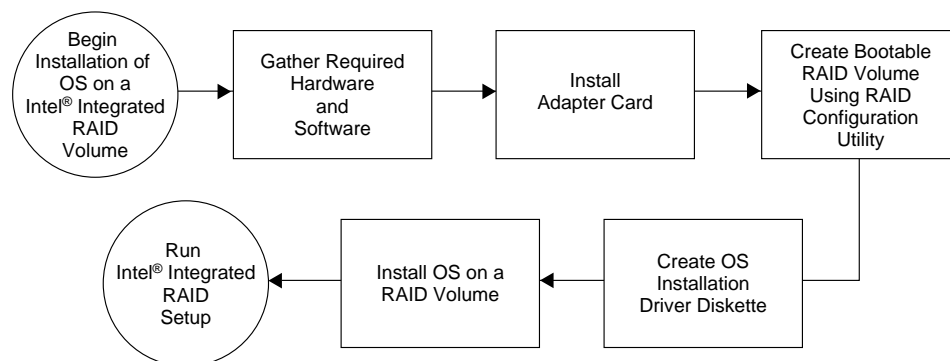 Begin
Installation of
OS on a
Intel® Integrated
RAID
Volume
Gather Required
Hardware
and
Software
Install
Adapter Card
Create Bootable
RAID Volume
Using RAID
Configuration
Utility
Create OS
Installation
Driver Diskette
Install OS on a
RAID Volume
Run
Intel® Integrated
RAID
Setup